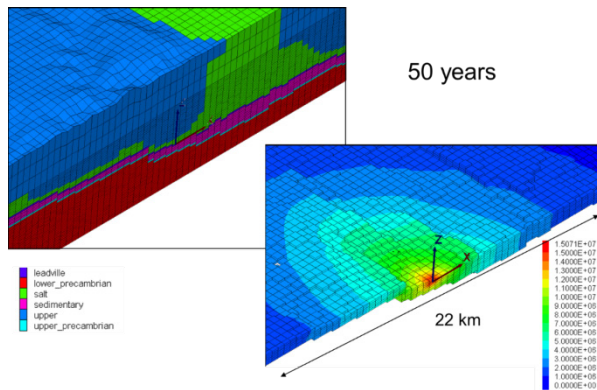 50 years
leadville
lower_precambrian
salt
sedimentary
upper
upper_precambrian
Z
X
22 km
1.5071E+07
1.5000E+07
1.4000E+07
1.3000E+07
1.2000E+07
1.1000E+07
1.0000E+07
9.0000E+06
8.0000E+06
7.0000E+06
6.0000E+06
5.0000E+06
4.0000E+06
3.0000E+06
2.0000E+06
1.0000E+06
0.0000E+00